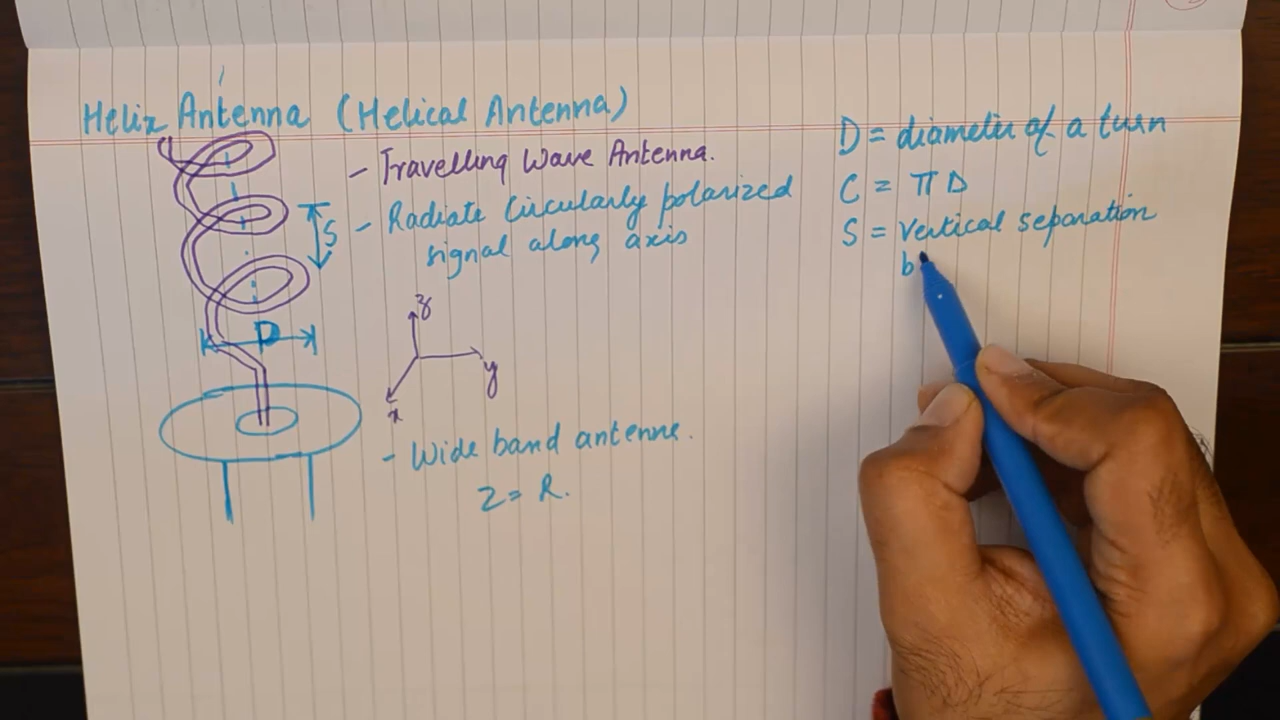 Helix Antenna (Helical Antenna)
- Travelling Wave Antenna.
- Radiate Circularly polarized
signal along axis
S
D
z
y
x
- Wide band antenna.
Z = R.
D = diameter of a turn
C = π D
S = Vertical separation
b